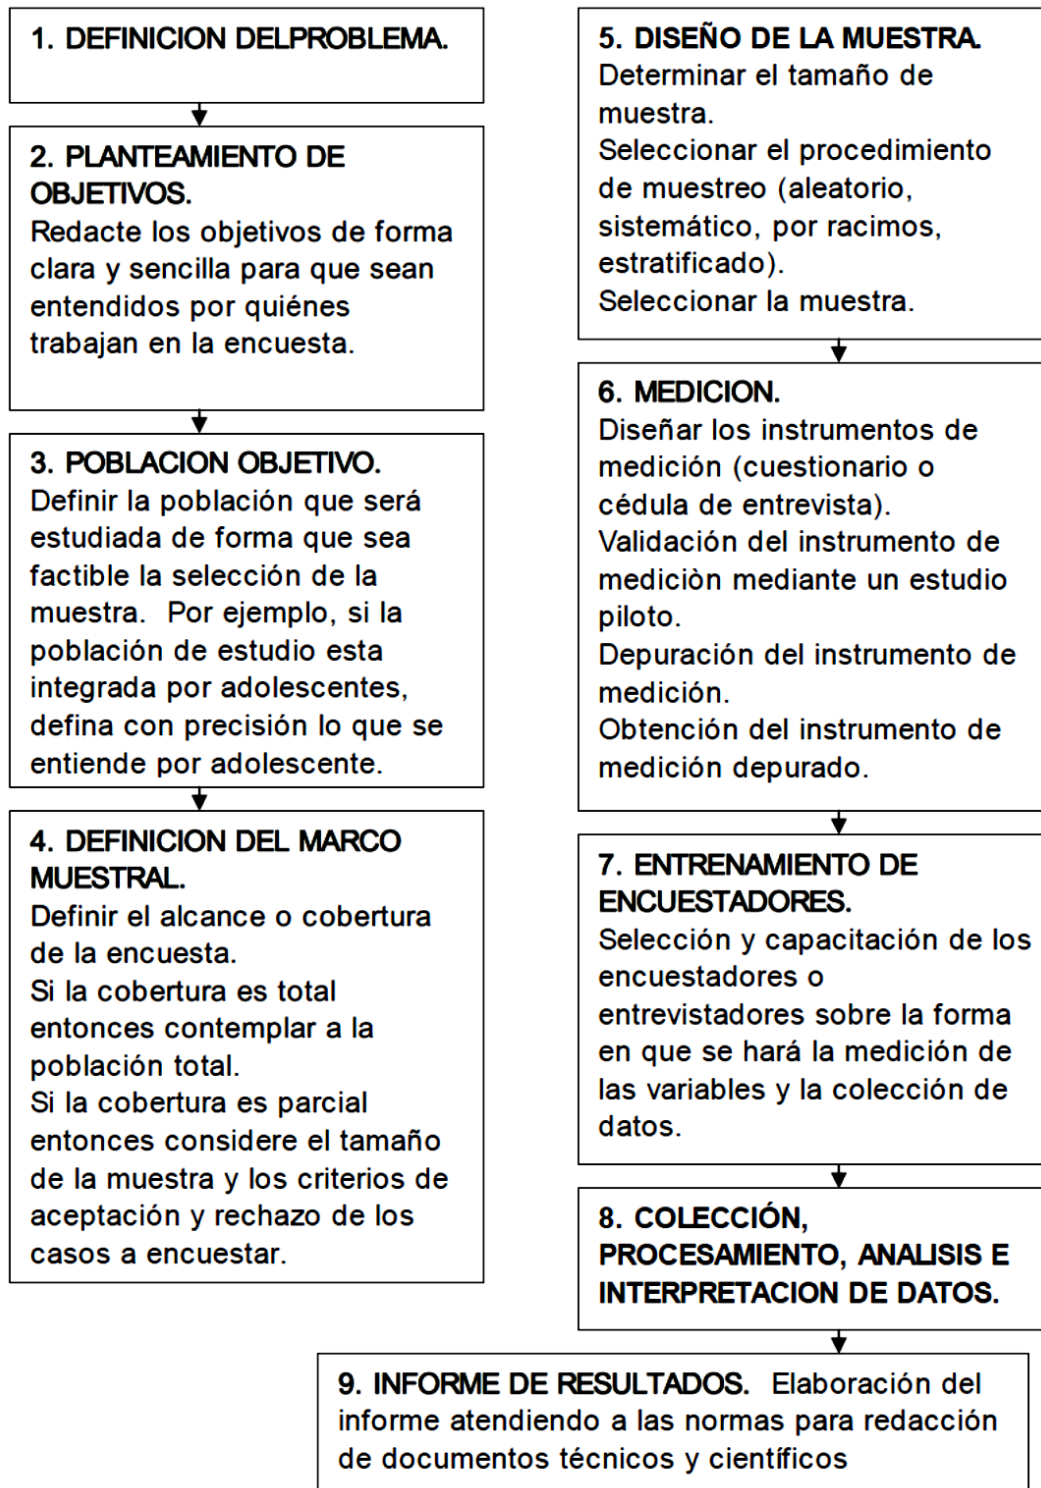 1. DEFINICION DELPROBLEMA.
2. PLANTEAMIENTO DE
OBJETIVOS.
Redacte los objetivos de forma
clara y sencilla para que sean
entendidos por quiénes
trabajan en la encuesta.
3. POBLACION OBJETIVO.
Definir la población que será
estudiada de forma que sea
factible la selección de la
muestra. Por ejemplo, si la
población de estudio esta
integrada por adolescentes,
defina con precisión lo que se
entiende por adolescente.
4. DEFINICION DEL MARCO
MUESTRAL.
Definir el alcance o cobertura
de la encuesta.
Si la cobertura es total
entonces contemplar a la
población total.
Si la cobertura es parcial
entonces considere el tamaño
de la muestra y los criterios de
aceptación y rechazo de los
casos a encuestar.
5. DISEÑO DE LA MUESTRA.
Determinar el tamaño de
muestra.
Seleccionar el procedimiento
de muestreo (aleatorio,
sistemático, por racimos,
estratificado).
Seleccionar la muestra.
6. MEDICION.
Diseñar los instrumentos de
medición (cuestionario o
cédula de entrevista).
Validación del instrumento de
mediciòn mediante un estudio
piloto.
Depuración del instrumento de
medición.
Obtención del instrumento de
medición depurado.
7. ENTRENAMIENTO DE
ENCUESTADORES.
Selección y capacitación de los
encuestadores o
entrevistadores sobre la forma
en que se hará la medición de
las variables y la colección de
datos.
8. COLECCIÓN,
PROCESAMIENTO, ANALISIS E
INTERPRETACION DE DATOS.
9. INFORME DE RESULTADOS. Elaboración del
informe atendiendo a las normas para redacción
de documentos técnicos y científicos